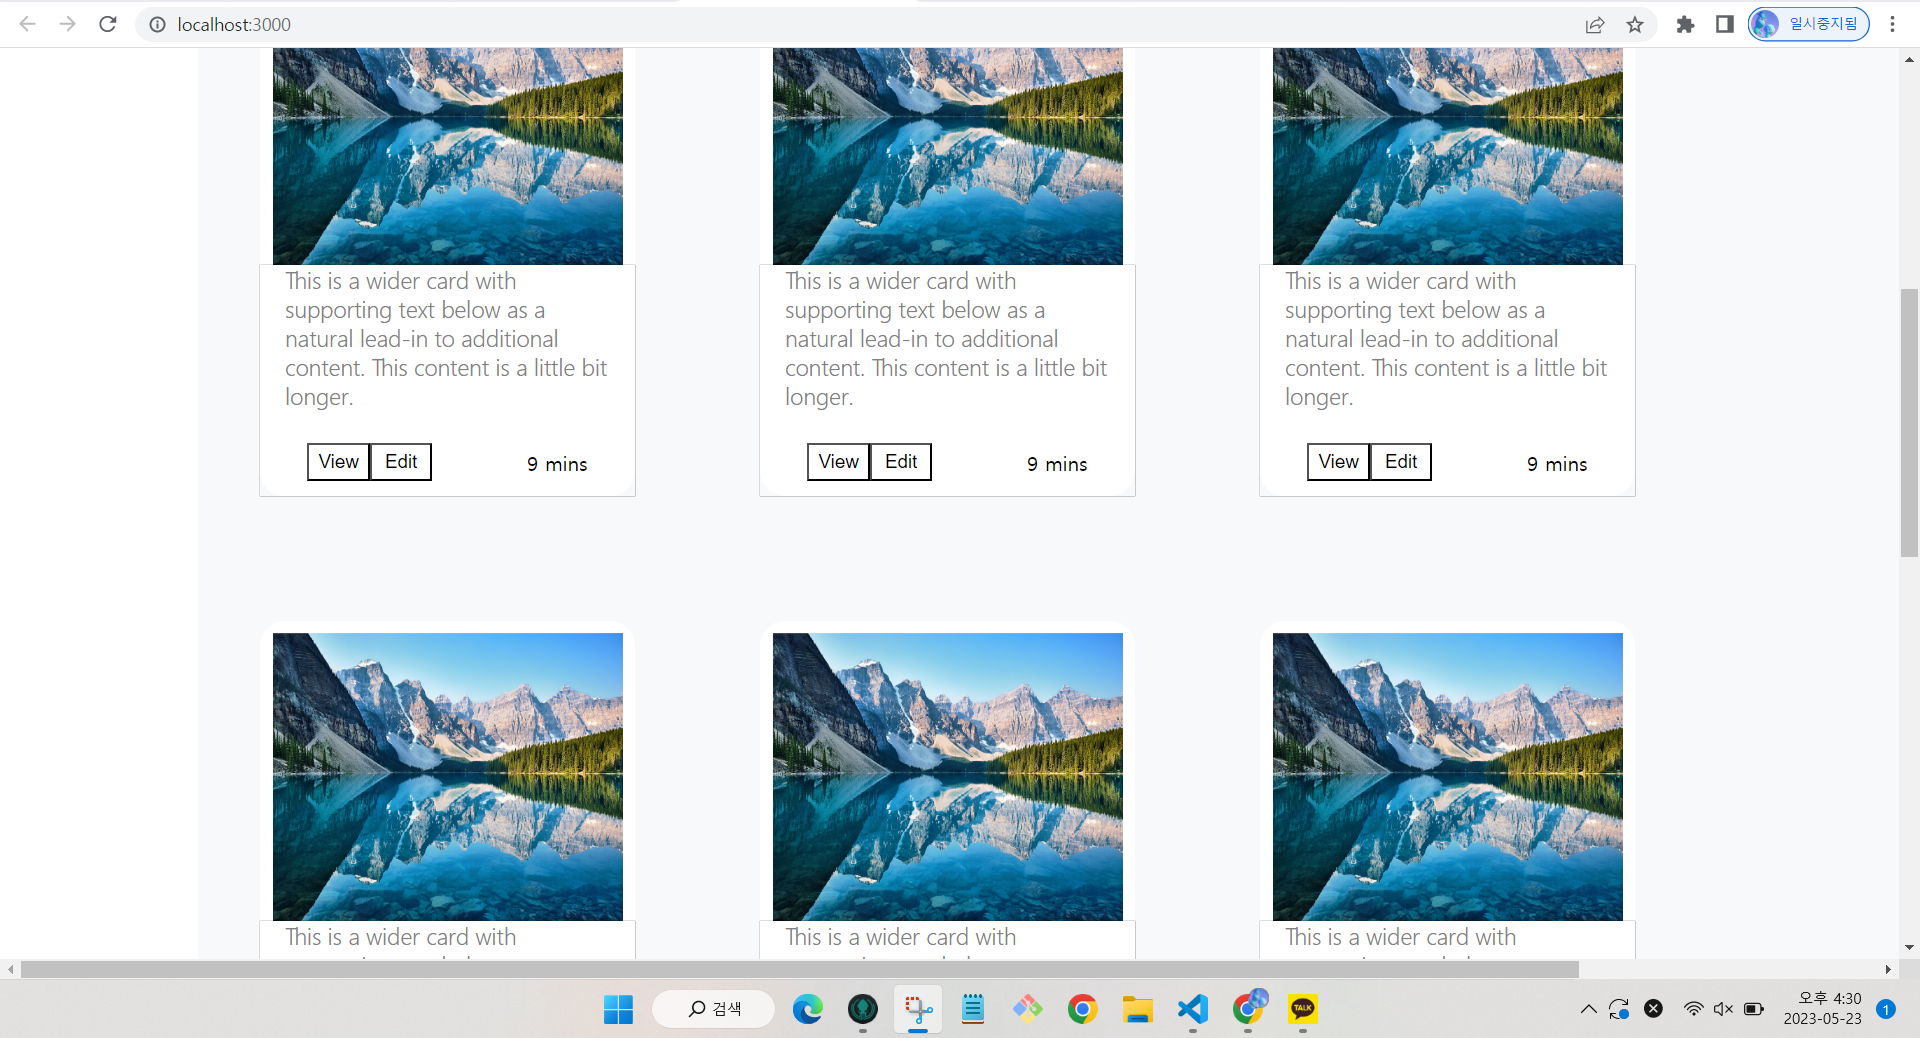 localhost:3000
일시중지됨
This is a wider card with
supporting text below as a
natural lead-in to additional
content. This content is a little bit
longer.
View Edit 9 mins
This is a wider card with
supporting text below as a
natural lead-in to additional
content. This content is a little bit
longer.
View Edit 9 mins
This is a wider card with
supporting text below as a
natural lead-in to additional
content. This content is a little bit
longer.
View Edit 9 mins
This is a wider card with
This is a wider card with
This is a wider card with
검색
TALK
오후 4:30
2023-05-23
1